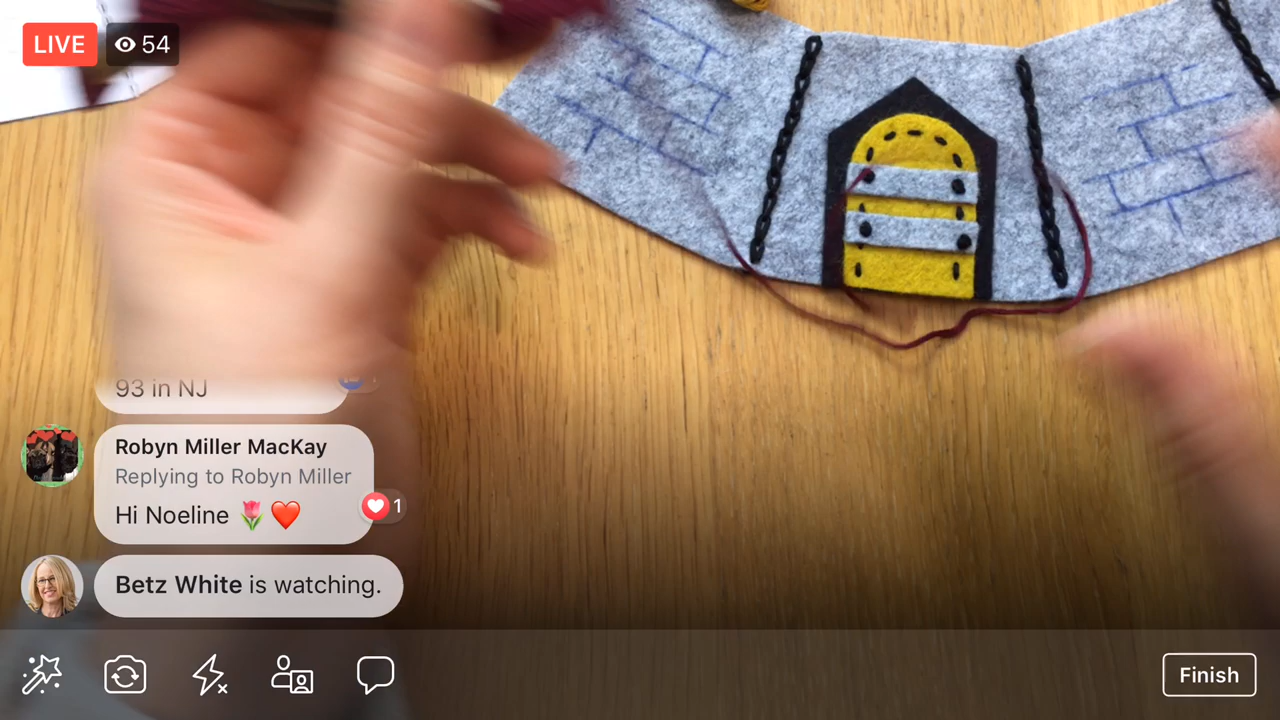 LIVE 54
93 in NJ
Robyn Miller MacKay
Replying to Robyn Miller
Hi Noeline 🌷❤️
1
Betz White is watching.
Finish